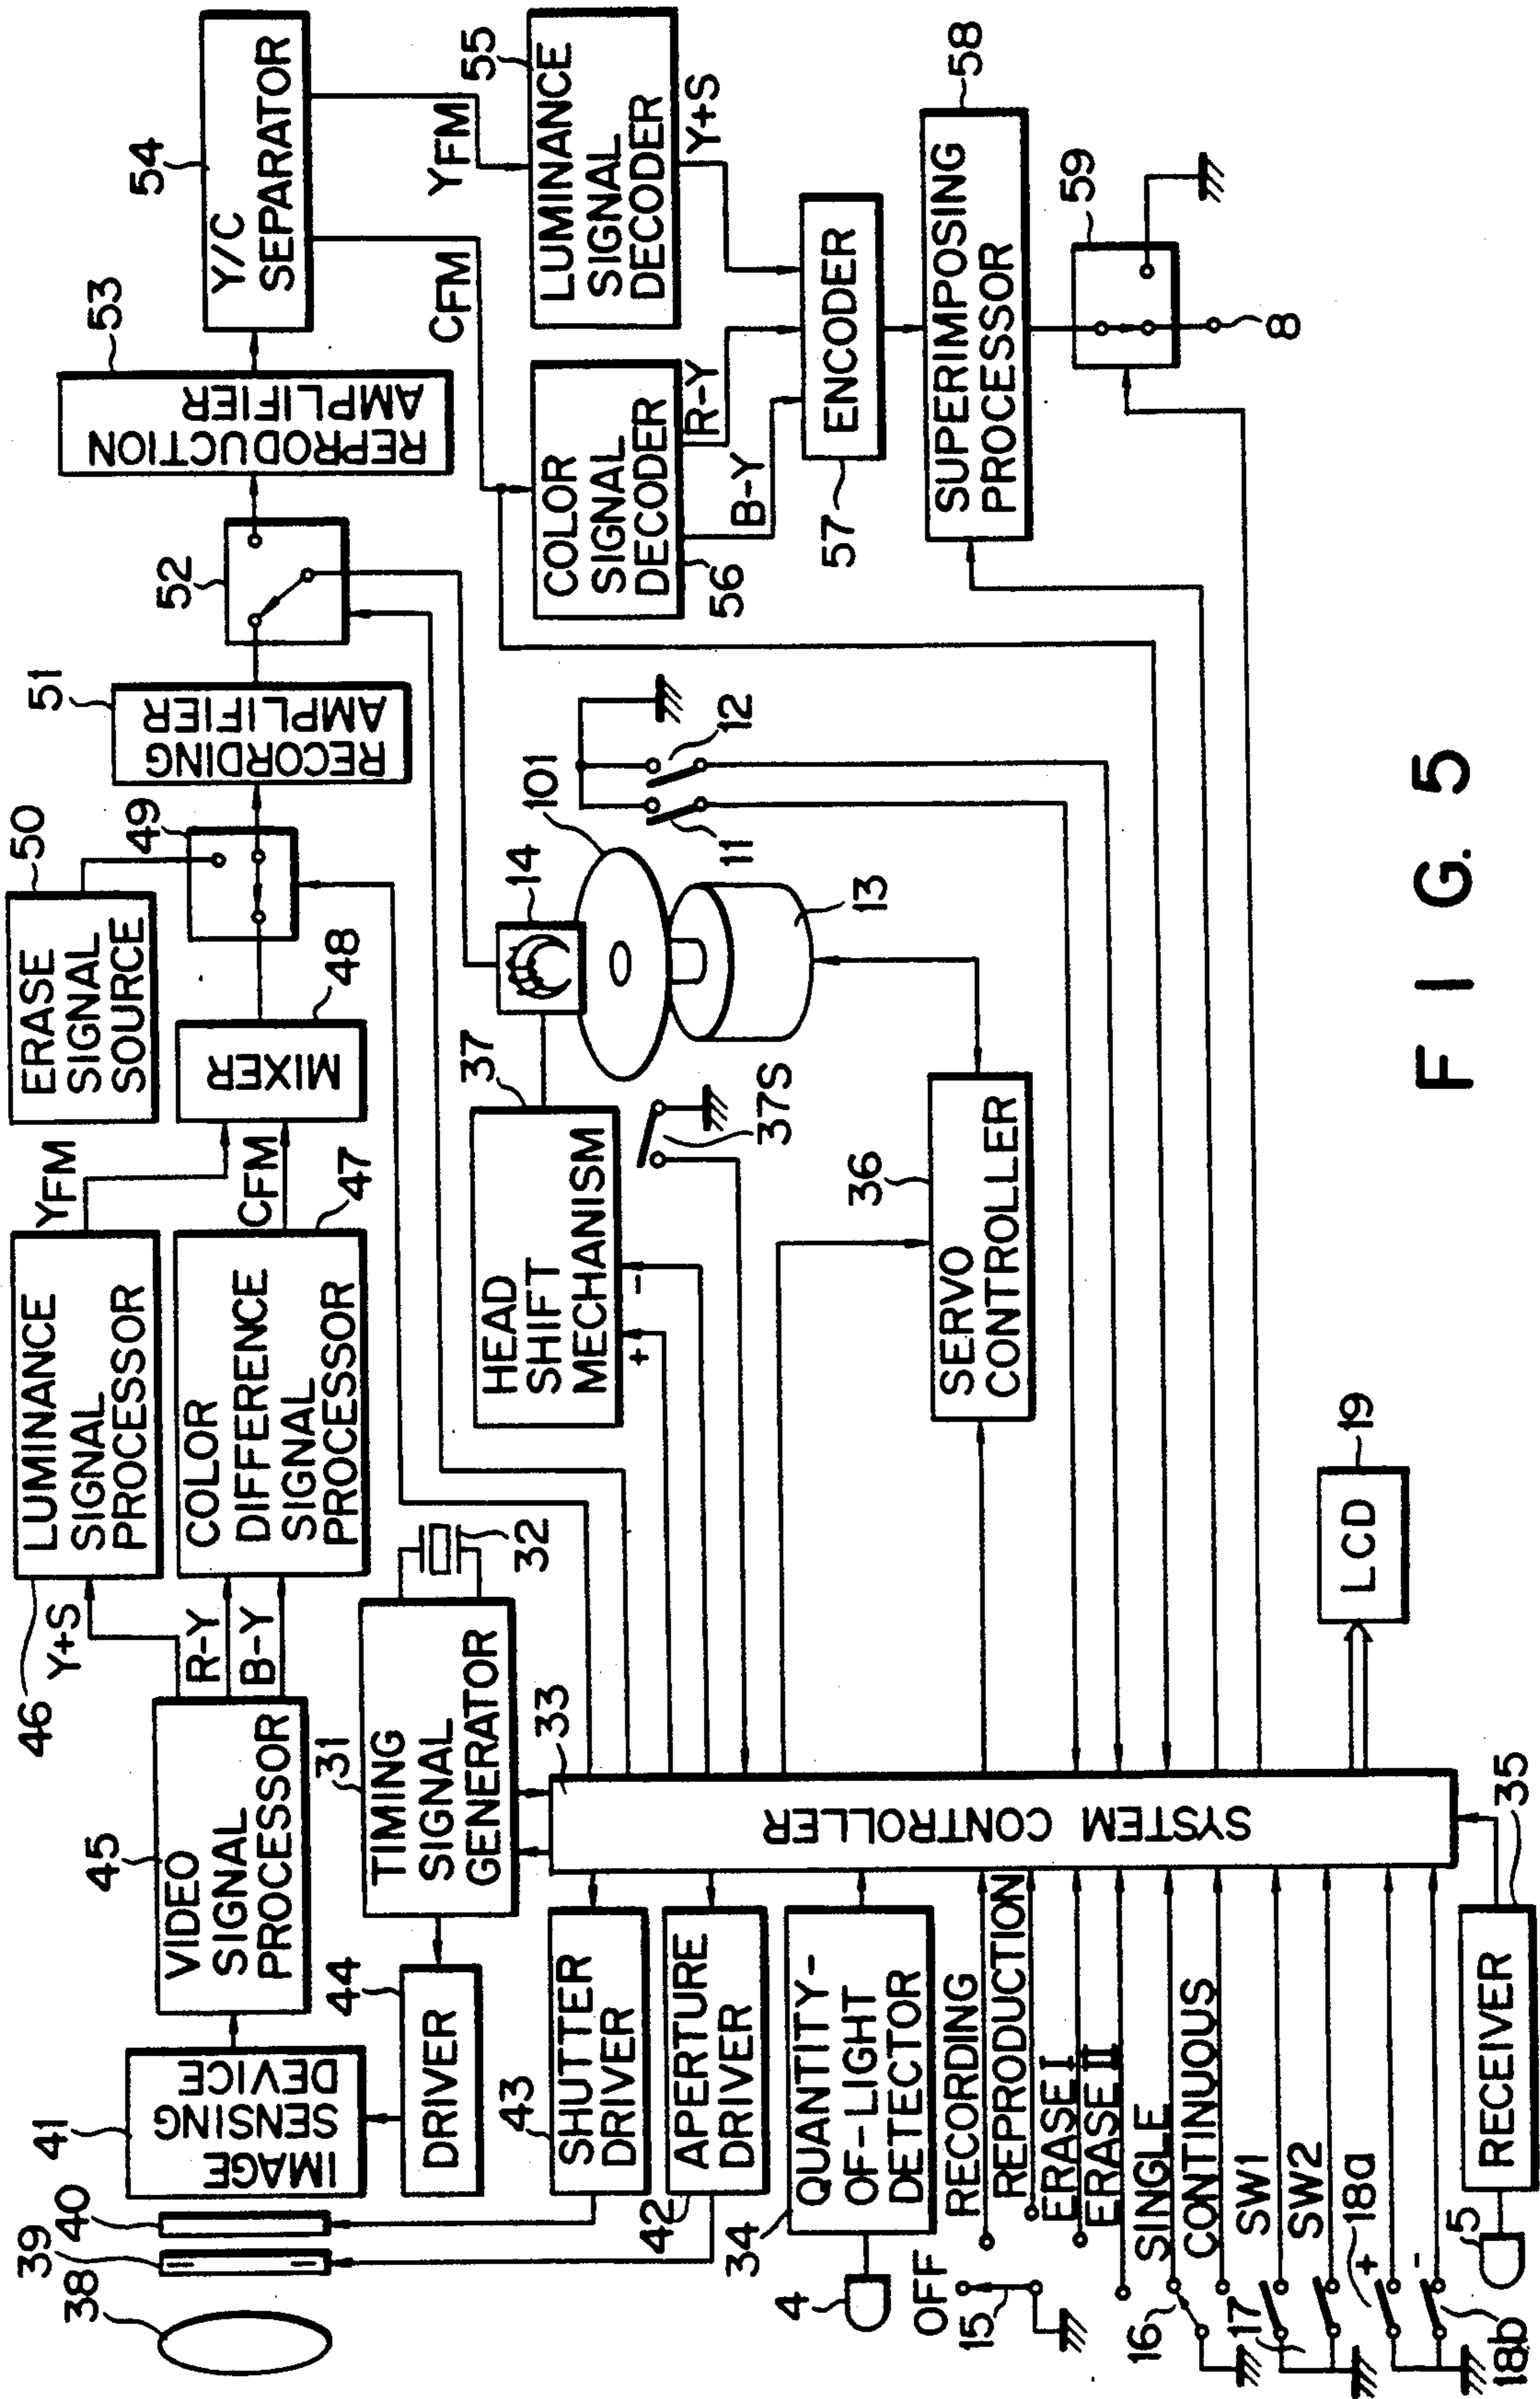 38
39
40
41
IMAGE
SENSING
DEVICE
45
VIDEO
SIGNAL
PROCESSOR
Y+S
R-Y
B-Y
46
LUMINANCE
SIGNAL
PROCESSOR
YFM
COLOR
DIFFERENCE
SIGNAL
PROCESSOR
47
CFM
MIXER
48
ERASE
SIGNAL
SOURCE
50
49
RECORDING
AMPLIFIER
51
52
REPRODUCTION
AMPLIFIER
53
Y/C
SEPARATOR
54
44
DRIVER
31
TIMING
SIGNAL
GENERATOR
32
CFM
YFM
COLOR
SIGNAL
DECODER
56
LUMINANCE
SIGNAL
DECODER
55
B-Y
R-Y
Y+S
43
SHUTTER
DRIVER
42
APERTURE
DRIVER
33
SYSTEM CONTROLLER
37
HEAD
SHIFT
MECHANISM
+
-
37S
14
101
13
11
12
57
ENCODER
34
QUANTITY-
OF-LIGHT
DETECTOR
4
36
SERVO
CONTROLLER
SUPERIMPOSING
PROCESSOR
58
59
8
OFF
15
RECORDING
REPRODUCTION
ERASE I
ERASE II
16
SINGLE
CONTINUOUS
17
SW1
SW2
18a
+
-
18b
5
RECEIVER
35
LCD
19
FIG. 5